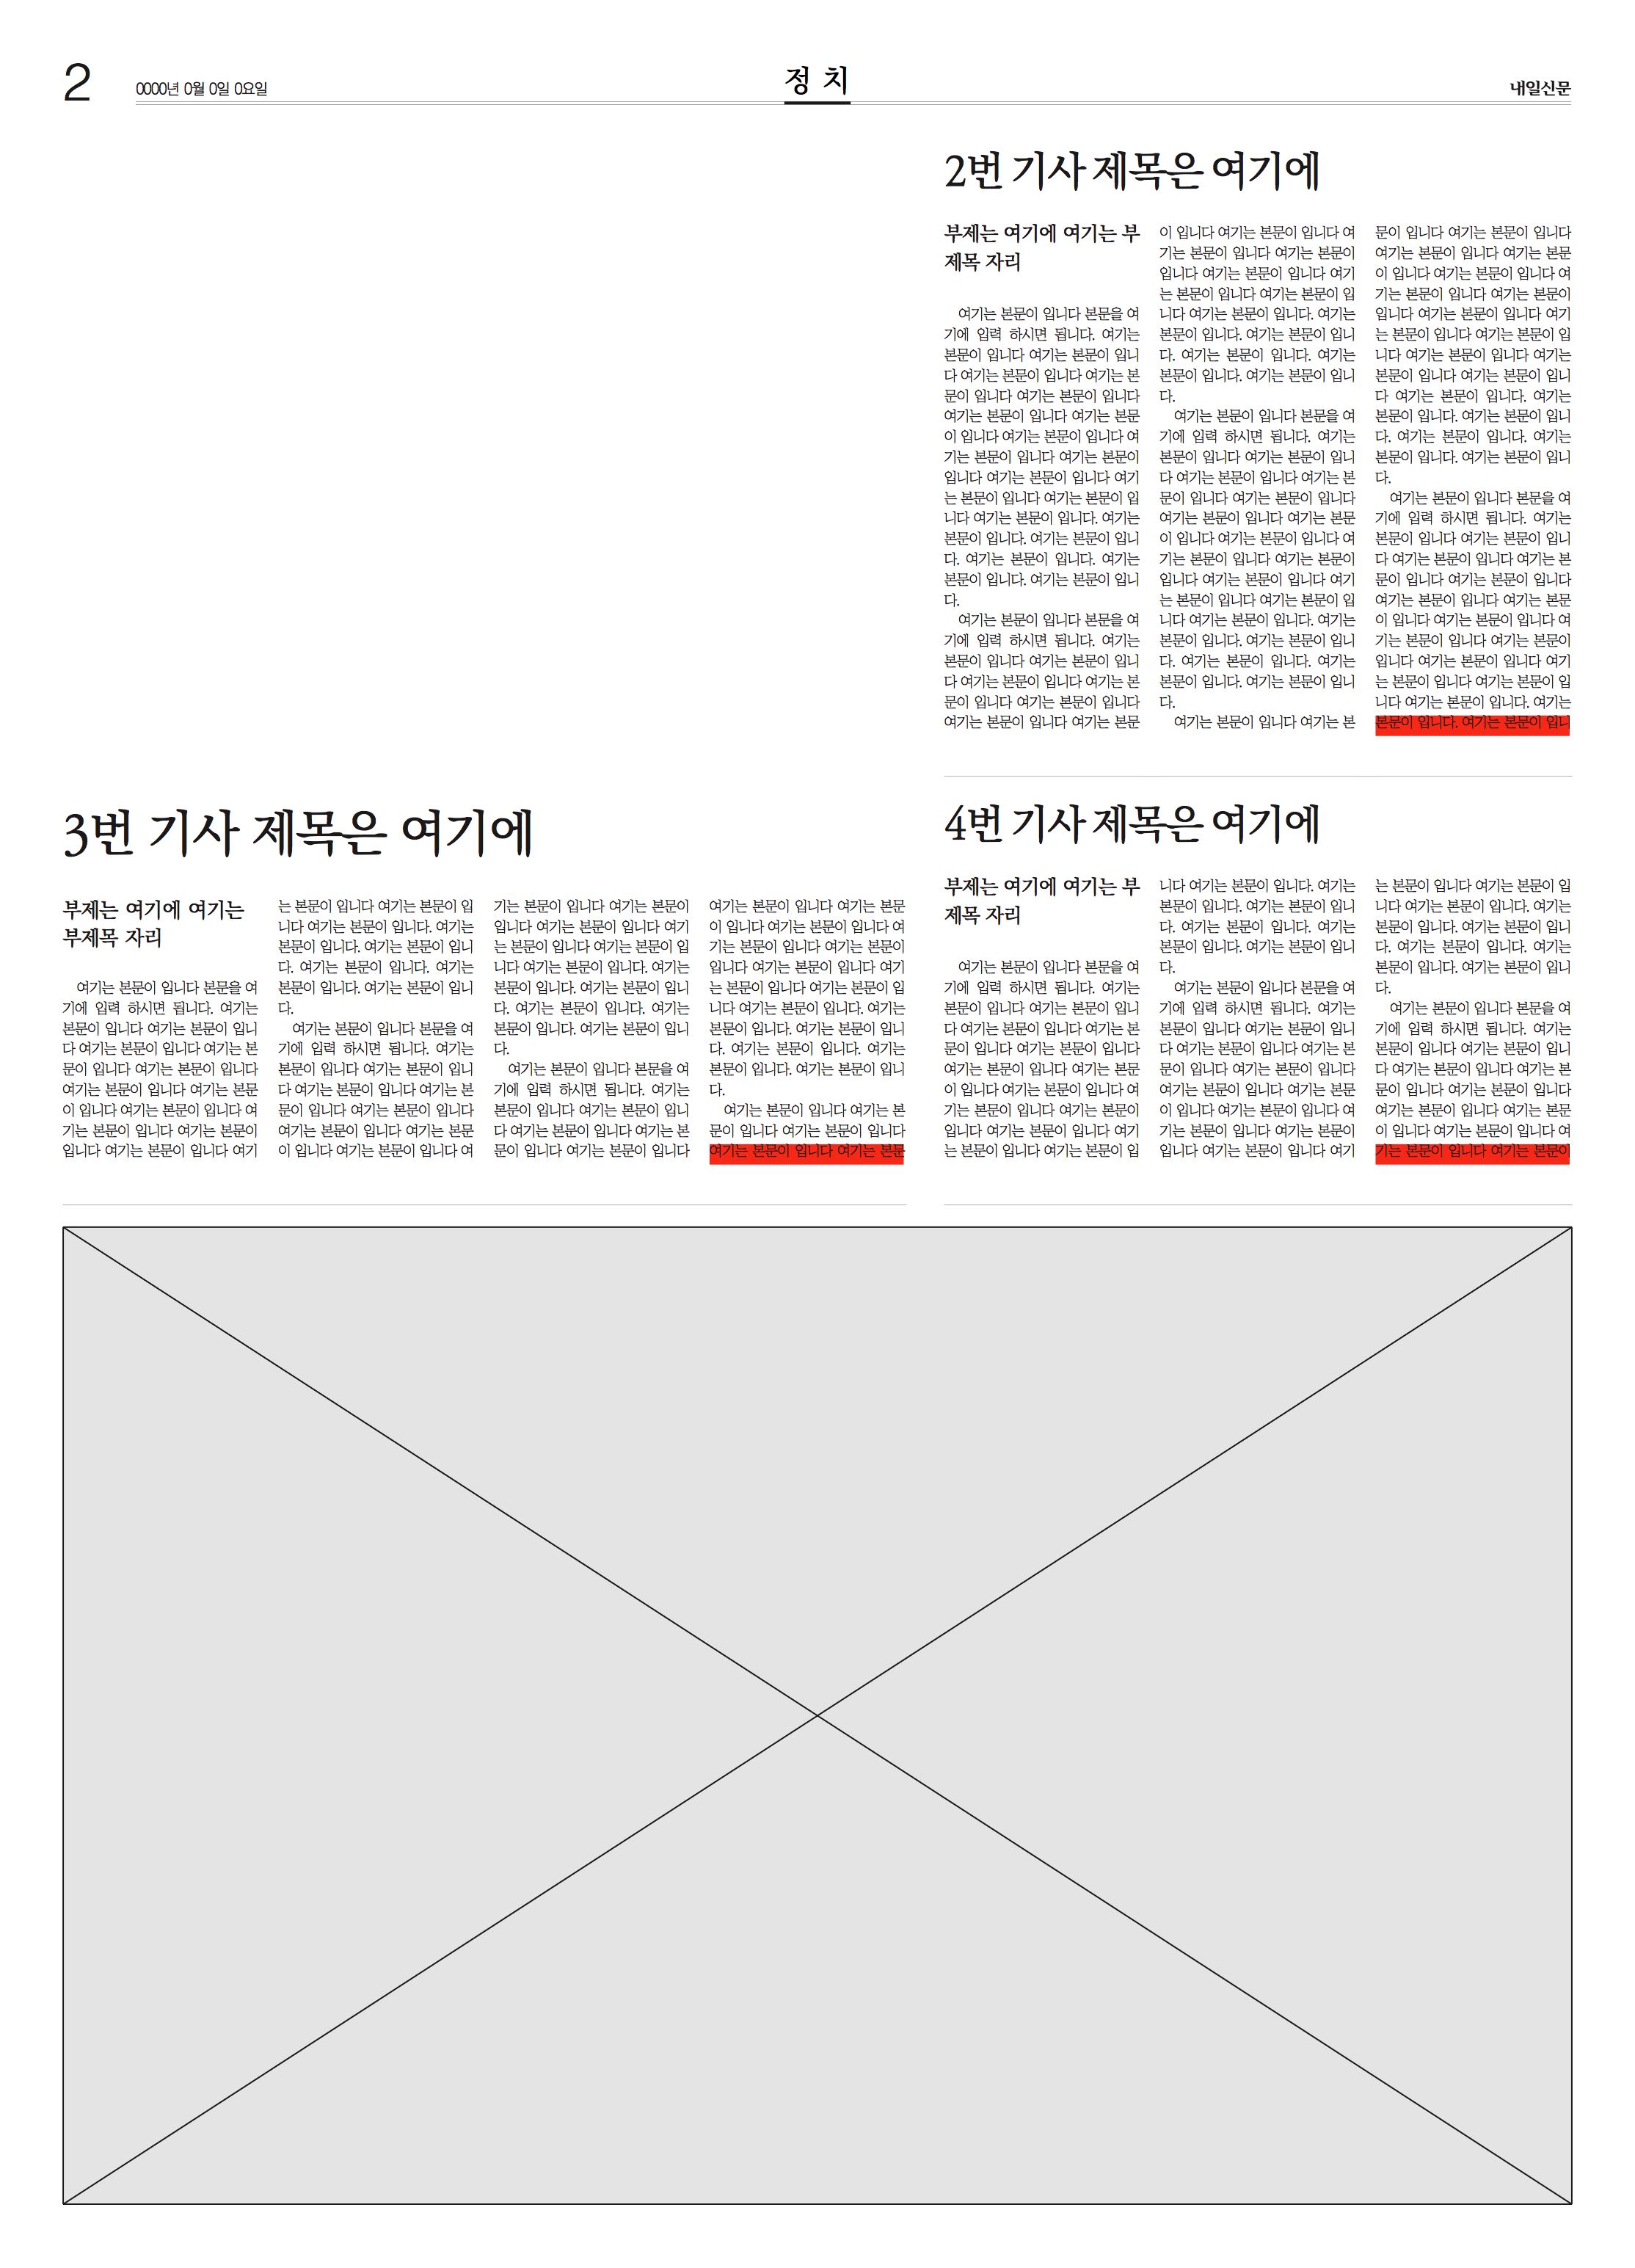 2
0000년 0월 0일 0요일
정 치
내일신문
2번 기사 제목은 여기에
부제는 여기에 여기는 부
제목 자리
여기는 본문이 입니다 본문을 여
기에 입력 하시면 됩니다. 여기는
본문이 입니다 여기는 본문이 입니
다 여기는 본문이 입니다 여기는 본
문이 입니다 여기는 본문이 입니다
여기는 본문이 입니다 여기는 본문
이 입니다 여기는 본문이 입니다 여
기는 본문이 입니다 여기는 본문이
입니다 여기는 본문이 입니다 여기
는 본문이 입니다 여기는 본문이 입
니다 여기는 본문이 입니다. 여기는
본문이 입니다. 여기는 본문이 입니
다. 여기는 본문이 입니다. 여기는
본문이 입니다. 여기는 본문이 입니
다.
여기는 본문이 입니다 본문을 여
기에 입력 하시면 됩니다. 여기는
본문이 입니다 여기는 본문이 입니
다 여기는 본문이 입니다 여기는 본
문이 입니다 여기는 본문이 입니다
여기는 본문이 입니다 여기는 본문
이 입니다 여기는 본문이 입니다 여
기는 본문이 입니다 여기는 본문이
입니다 여기는 본문이 입니다 여기
는 본문이 입니다 여기는 본문이 입
니다 여기는 본문이 입니다. 여기는
본문이 입니다. 여기는 본문이 입니
다. 여기는 본문이 입니다. 여기는
본문이 입니다. 여기는 본문이 입니
다.
여기는 본문이 입니다 본문을 여
기에 입력 하시면 됩니다. 여기는
본문이 입니다 여기는 본문이 입니
다 여기는 본문이 입니다 여기는 본
문이 입니다 여기는 본문이 입니다
여기는 본문이 입니다 여기는 본문
이 입니다 여기는 본문이 입니다 여
기는 본문이 입니다 여기는 본문이
입니다 여기는 본문이 입니다 여기
는 본문이 입니다 여기는 본문이 입
니다 여기는 본문이 입니다. 여기는
본문이 입니다. 여기는 본문이 입니
다. 여기는 본문이 입니다. 여기는
본문이 입니다. 여기는 본문이 입니
다.
여기는 본문이 입니다 여기는 본
문이 입니다 여기는 본문이 입니다
여기는 본문이 입니다 여기는 본문
이 입니다 여기는 본문이 입니다 여
기는 본문이 입니다 여기는 본문이
입니다 여기는 본문이 입니다 여기
는 본문이 입니다 여기는 본문이 입
니다 여기는 본문이 입니다 여기는
본문이 입니다 여기는 본문이 입니
다 여기는 본문이 입니다. 여기는
본문이 입니다. 여기는 본문이 입니
다. 여기는 본문이 입니다. 여기는
본문이 입니다. 여기는 본문이 입니
다.
여기는 본문이 입니다 본문을 여
기에 입력 하시면 됩니다. 여기는
본문이 입니다 여기는 본문이 입니
다 여기는 본문이 입니다 여기는 본
문이 입니다 여기는 본문이 입니다
여기는 본문이 입니다 여기는 본문
이 입니다 여기는 본문이 입니다 여
기는 본문이 입니다 여기는 본문이
입니다 여기는 본문이 입니다 여기
는 본문이 입니다 여기는 본문이 입
니다 여기는 본문이 입니다. 여기는
본문이 입니다. 여기는 본문이 입니
3번 기사 제목은 여기에
부제는 여기에 여기는
부제목 자리
여기는 본문이 입니다 본문을 여
기에 입력 하시면 됩니다. 여기는
본문이 입니다 여기는 본문이 입니
다 여기는 본문이 입니다 여기는 본
문이 입니다 여기는 본문이 입니다
여기는 본문이 입니다 여기는 본문
이 입니다 여기는 본문이 입니다 여
기는 본문이 입니다 여기는 본문이
입니다 여기는 본문이 입니다 여기
는 본문이 입니다 여기는 본문이 입
니다 여기는 본문이 입니다. 여기는
본문이 입니다. 여기는 본문이 입니
다. 여기는 본문이 입니다. 여기는
본문이 입니다. 여기는 본문이 입니
다.
여기는 본문이 입니다 본문을 여
기에 입력 하시면 됩니다. 여기는
본문이 입니다 여기는 본문이 입니
다 여기는 본문이 입니다 여기는 본
문이 입니다 여기는 본문이 입니다
여기는 본문이 입니다 여기는 본문
이 입니다 여기는 본문이 입니다 여
기는 본문이 입니다 여기는 본문이
입니다 여기는 본문이 입니다 여기
는 본문이 입니다 여기는 본문이 입
니다 여기는 본문이 입니다. 여기는
본문이 입니다. 여기는 본문이 입니
다. 여기는 본문이 입니다. 여기는
본문이 입니다. 여기는 본문이 입니
다.
여기는 본문이 입니다 본문을 여
기에 입력 하시면 됩니다. 여기는
본문이 입니다 여기는 본문이 입니
다 여기는 본문이 입니다 여기는 본
문이 입니다 여기는 본문이 입니다
여기는 본문이 입니다 여기는 본문
이 입니다 여기는 본문이 입니다 여
기는 본문이 입니다 여기는 본문이
입니다 여기는 본문이 입니다 여기
는 본문이 입니다 여기는 본문이 입
니다 여기는 본문이 입니다. 여기는
본문이 입니다. 여기는 본문이 입니
다. 여기는 본문이 입니다. 여기는
본문이 입니다. 여기는 본문이 입니
다.
여기는 본문이 입니다 여기는 본
문이 입니다 여기는 본문이 입니다
여기는 본문이 입니다 여기는 본문
4번 기사 제목은 여기에
부제는 여기에 여기는 부
제목 자리
여기는 본문이 입니다 본문을 여
기에 입력 하시면 됩니다. 여기는
본문이 입니다 여기는 본문이 입니
다 여기는 본문이 입니다 여기는 본
문이 입니다 여기는 본문이 입니다
여기는 본문이 입니다 여기는 본문
이 입니다 여기는 본문이 입니다 여
기는 본문이 입니다 여기는 본문이
입니다 여기는 본문이 입니다 여기
는 본문이 입니다 여기는 본문이 입
니다 여기는 본문이 입니다. 여기는
본문이 입니다. 여기는 본문이 입니
다. 여기는 본문이 입니다. 여기는
본문이 입니다. 여기는 본문이 입니
다.
여기는 본문이 입니다 본문을 여
기에 입력 하시면 됩니다. 여기는
본문이 입니다 여기는 본문이 입니
다 여기는 본문이 입니다 여기는 본
문이 입니다 여기는 본문이 입니다
여기는 본문이 입니다 여기는 본문
이 입니다 여기는 본문이 입니다 여
기는 본문이 입니다 여기는 본문이
입니다 여기는 본문이 입니다 여기
는 본문이 입니다 여기는 본문이 입
니다 여기는 본문이 입니다. 여기는
본문이 입니다. 여기는 본문이 입니
다. 여기는 본문이 입니다. 여기는
본문이 입니다. 여기는 본문이 입니
다.
여기는 본문이 입니다 본문을 여
기에 입력 하시면 됩니다. 여기는
본문이 입니다 여기는 본문이 입니
다 여기는 본문이 입니다 여기는 본
문이 입니다 여기는 본문이 입니다
여기는 본문이 입니다 여기는 본문
이 입니다 여기는 본문이 입니다 여
기는 본문이 입니다 여기는 본문이